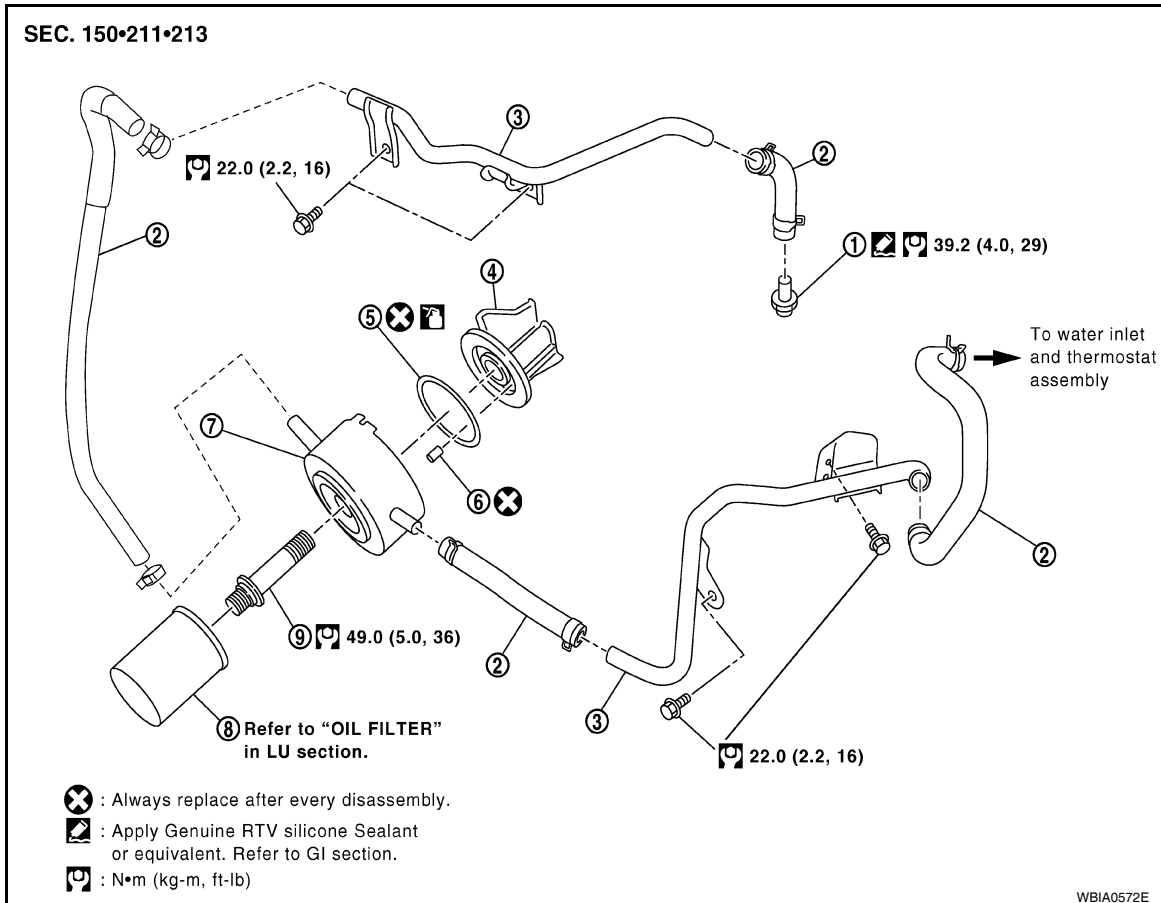 SEC. 150•211•213
③
②
22.0 (2.2, 16)
②
① 39.2 (4.0, 29)
④
⑤
To water inlet
and thermostat
assembly
⑦
⑥
②
⑨ 49.0 (5.0, 36)
②
③
⑧ Refer to “OIL FILTER”
in LU section.
22.0 (2.2, 16)
: Always replace after every disassembly.
: Apply Genuine RTV silicone Sealant
or equivalent. Refer to GI section.
: N•m (kg-m, ft-lb)
WBIA0572E